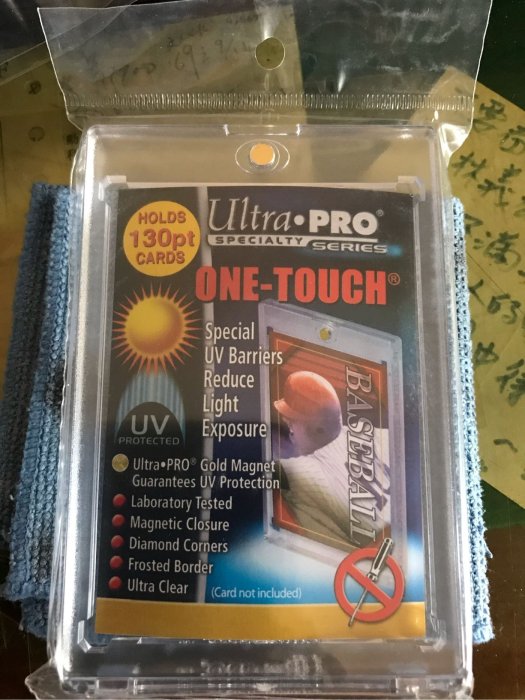 HOLDS
130pt
CARDS
Ultra•PRO®
SPECIALTY SERIES
ONE-TOUCH®
Special
UV Barriers
Reduce
Light
Exposure
UV
PROTECTED
BASEBALL
Ultra•PRO® Gold Magnet
Guarantees UV Protection
Laboratory Tested
Magnetic Closure
Diamond Corners
Frosted Border
Ultra Clear
(Card not included)